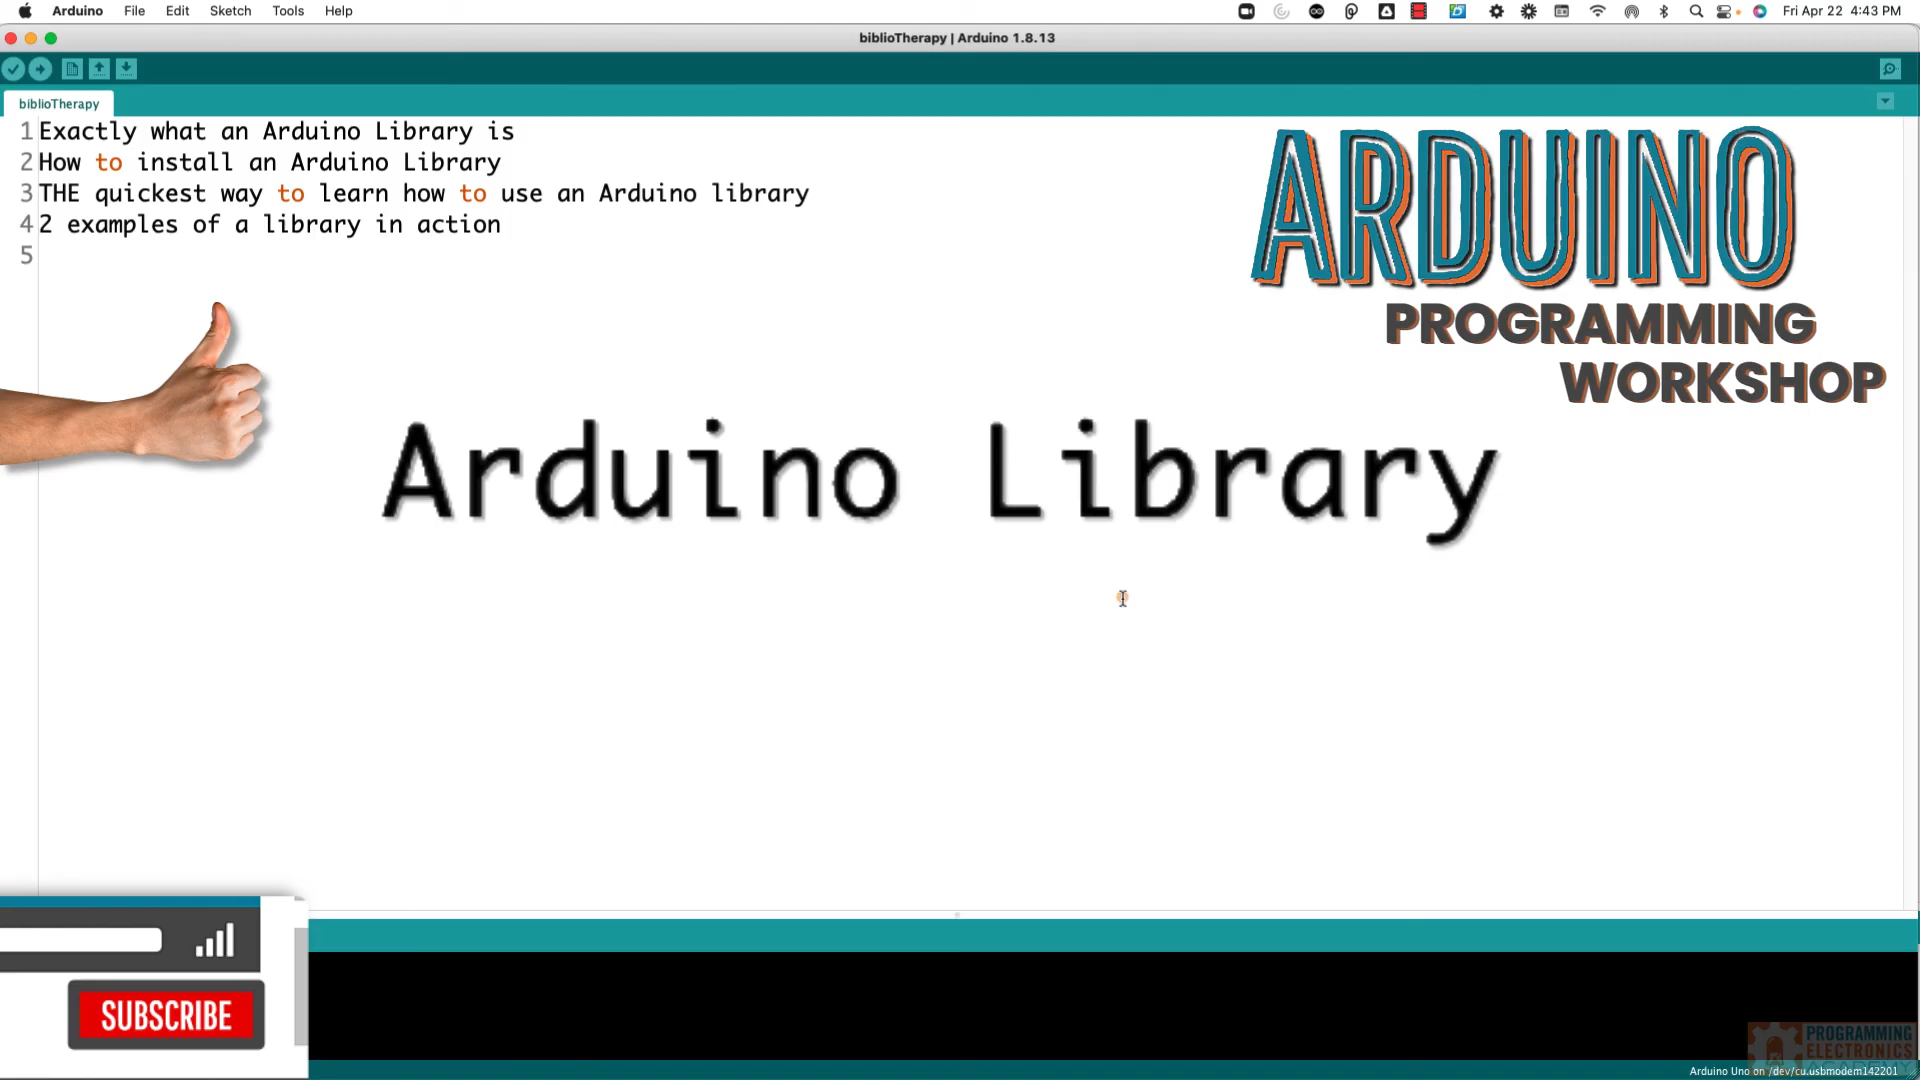 Arduino File Edit Sketch Tools Help Fri Apr 22 4:43 PM
biblioTherapy | Arduino 1.8.13
biblioTherapy
1 Exactly what an Arduino Library is
2 How to install an Arduino Library
3 THE quickest way to learn how to use an Arduino library
4 2 examples of a library in action
5
ARDUINO
PROGRAMMING
WORKSHOP
Arduino Library
SUBSCRIBE
PROGRAMMING
ELECTRONICS
ACADEMY
Arduino Uno on /dev/cu.usbmodem142201